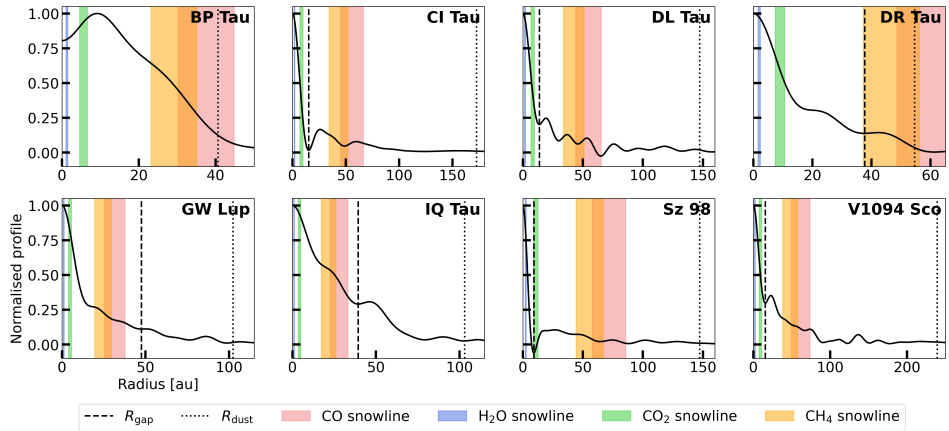 BP Tau
CI Tau
DL Tau
DR Tau
1.00
0.75
0.50
0.25
0.00
0 20 40
0 50 100 150
0 50 100 150
0 20 40 60
GW Lup
IQ Tau
Sz 98
V1094 Sco
Normalised profile
1.00
0.75
0.50
0.25
0.00
0 50 100
0 50 100
0 50 100 150
0 100 200
Radius [au]
R_gap R_dust CO snowline H₂O snowline CO₂ snowline CH₄ snowline